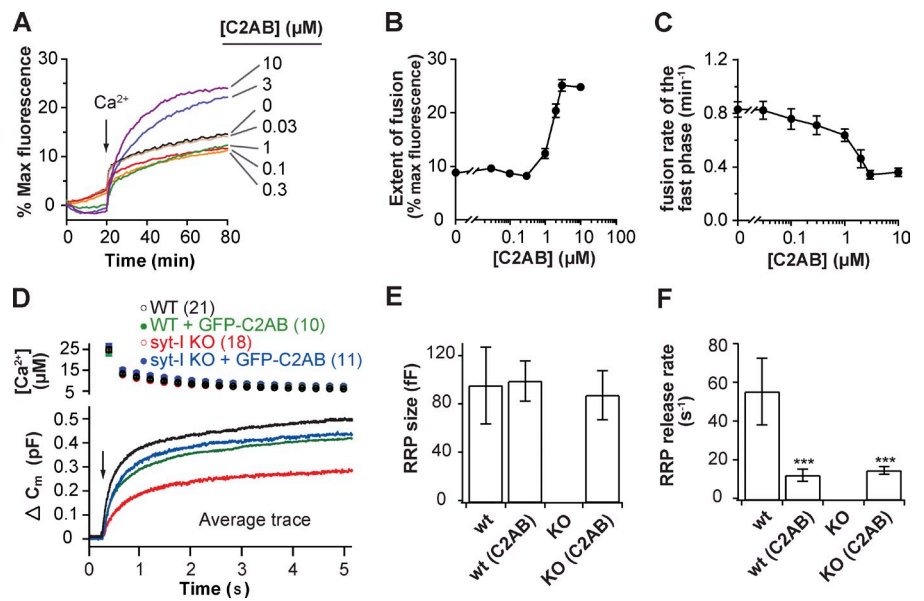 A
[C2AB] (µM)
30
20
10
0
% Max fluorescence
Ca2+
10
3
0
0.03
1
0.1
0.3
0 20 40 60 80
Time (min)
B
Extent of fusion
(% max fluorescence)
30
20
10
0
0 0.1 1 10 100
[C2AB] (µM)
C
fusion rate of the
fast phase (min-1)
1.2
0.8
0.4
0.0
0 0.1 1 10
[C2AB] (µM)
D
WT (21)
WT + GFP-C2AB (10)
syt-I KO (18)
syt-I KO + GFP-C2AB (11)
[Ca2+]
(µM)
25
15
5
Δ Cm (pF)
0.5
0.4
0.3
0.2
0.1
0
Average trace
0 1 2 3 4 5
Time (s)
E
RRP size (fF)
120
80
40
0
wt
wt (C2AB)
KO
KO (C2AB)
F
RRP release rate
(s-1)
80
60
40
20
0
***
***
wt
wt (C2AB)
KO
KO (C2AB)